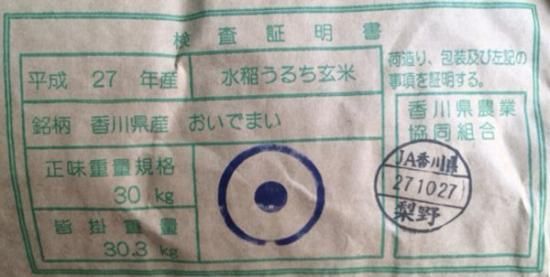 検査証明書
平成 27 年産 水稲うるち玄米
銘柄 香川県産 おいでまい
正味重量規格
30 kg
皆掛重量
30.3 kg
荷造り、包装及び左記の
事項を証明する。
香川県農業
協同組合
JA香川県
271027
梨野